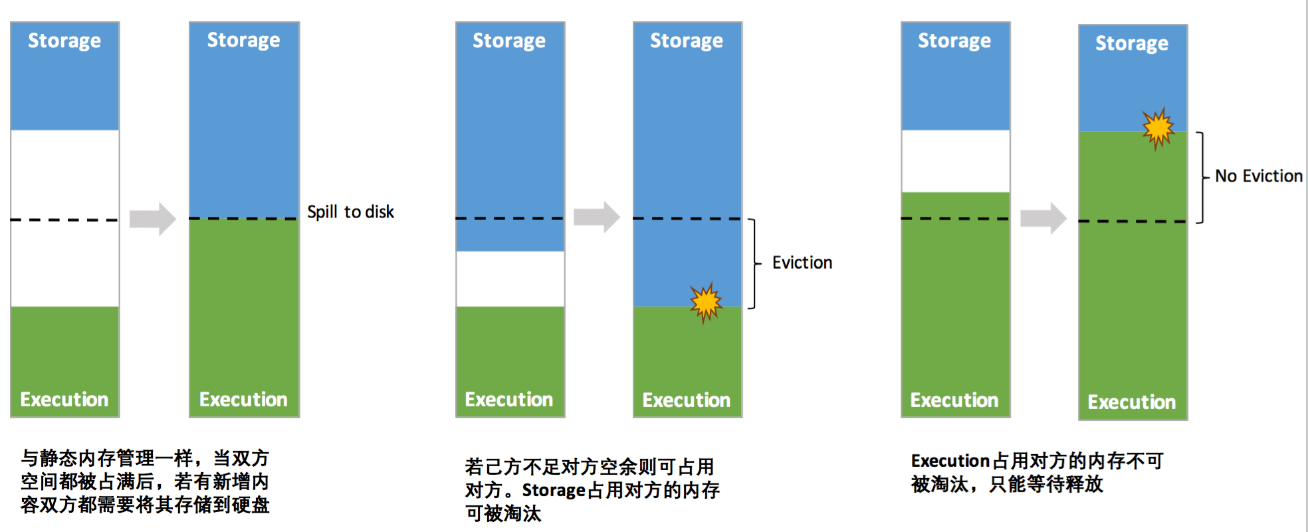 Storage
Storage
Spill to disk
Execution
Execution
与静态内存管理一样，当双方
空间都被占满后，若有新增内
容双方都需要将其存储到硬盘
Storage
Storage
Eviction
Execution
Execution
若己方不足对方空余则可占用
对方。Storage占用对方的内存
可被淘汰
Storage
Storage
No Eviction
Execution
Execution
Execution占用对方的内存不可
被淘汰，只能等待释放